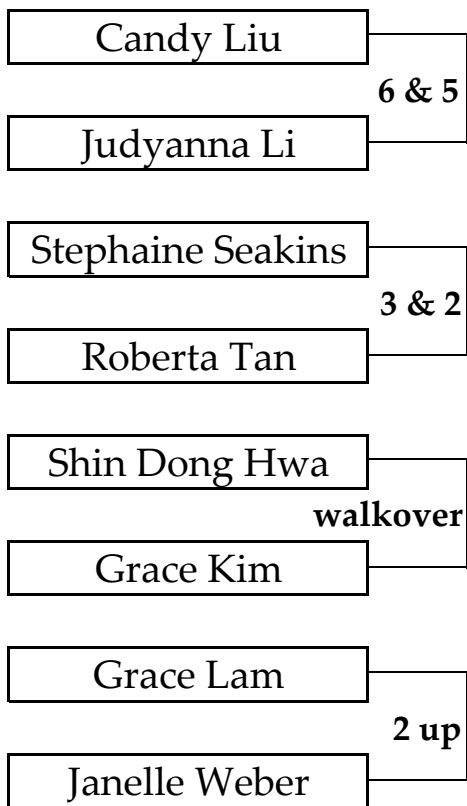 Candy Liu
6 & 5
Judyanna Li
Stephaine Seakins
3 & 2
Roberta Tan
Shin Dong Hwa
walkover
Grace Kim
Grace Lam
2 up
Janelle Weber